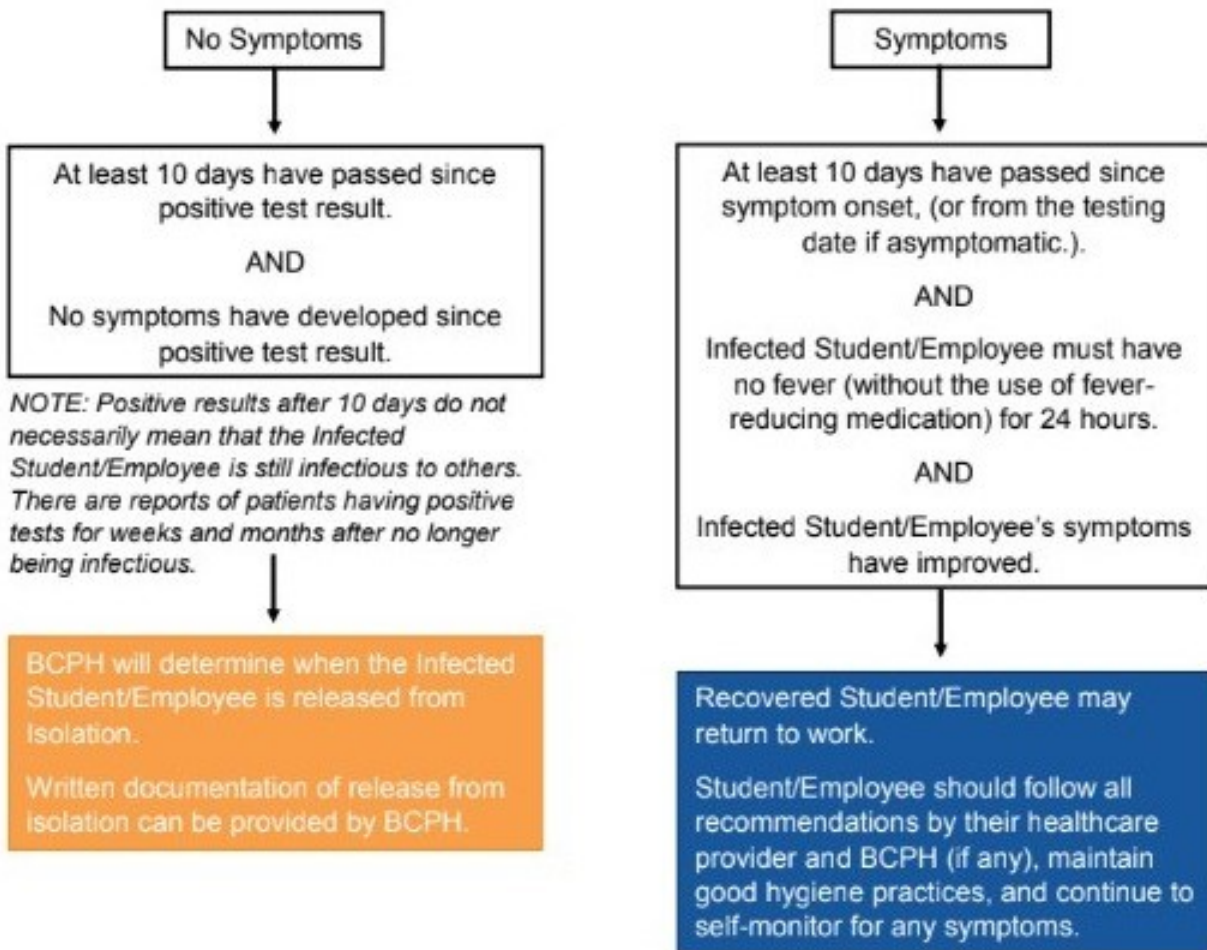 No Symptoms
At least 10 days have passed since
positive test result.
AND
No symptoms have developed since
positive test result.
NOTE: Positive results after 10 days do not
necessarily mean that the Infected
Student/Employee is still infectious to others.
There are reports of patients having positive
tests for weeks and months after no longer
being infectious.
BCPH will determine when the Infected
Student/Employee is released from
Isolation.
Written documentation of release from
isolation can be provided by BCPH.
Symptoms
At least 10 days have passed since
symptom onset, (or from the testing
date if asymptomatic.).
AND
Infected Student/Employee must have
no fever (without the use of fever-
reducing medication) for 24 hours.
AND
Infected Student/Employee's symptoms
have improved.
Recovered Student/Employee may
return to work.
Student/Employee should follow all
recommendations by their healthcare
provider and BCPH (if any), maintain
good hygiene practices, and continue to
self-monitor for any symptoms.